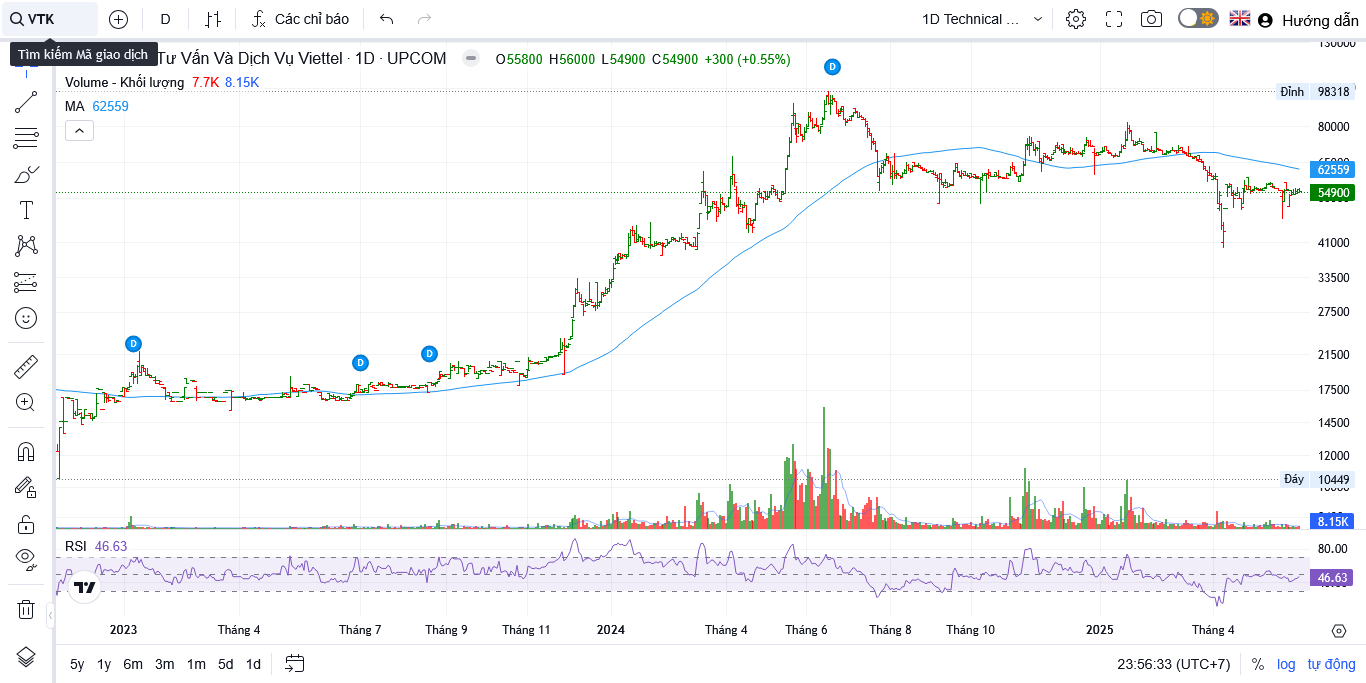 VTK
D
Các chỉ báo
1D Technical ...
Hướng dẫn
Tìm kiếm Mã giao dịch
Tư Vấn Và Dịch Vụ Viettel · 1D · UPCOM
O55800 H56000 L54900 C54900 +300 (+0.55%)
Volume - Khối lượng 7.7K 8.15K
MA 62559
D
D
D
D
130000
Đỉnh 98318
80000
62559
54900
41000
33500
27500
21500
17500
14500
12000
Đáy 10449
8.15K
RSI 46.63
80.00
46.63
2023 Tháng 4 Tháng 7 Tháng 9 Tháng 11 2024 Tháng 4 Tháng 6 Tháng 8 Tháng 10 2025 Tháng 4
5y 1y 6m 3m 1m 5d 1d
23:56:33 (UTC+7) % log tự động